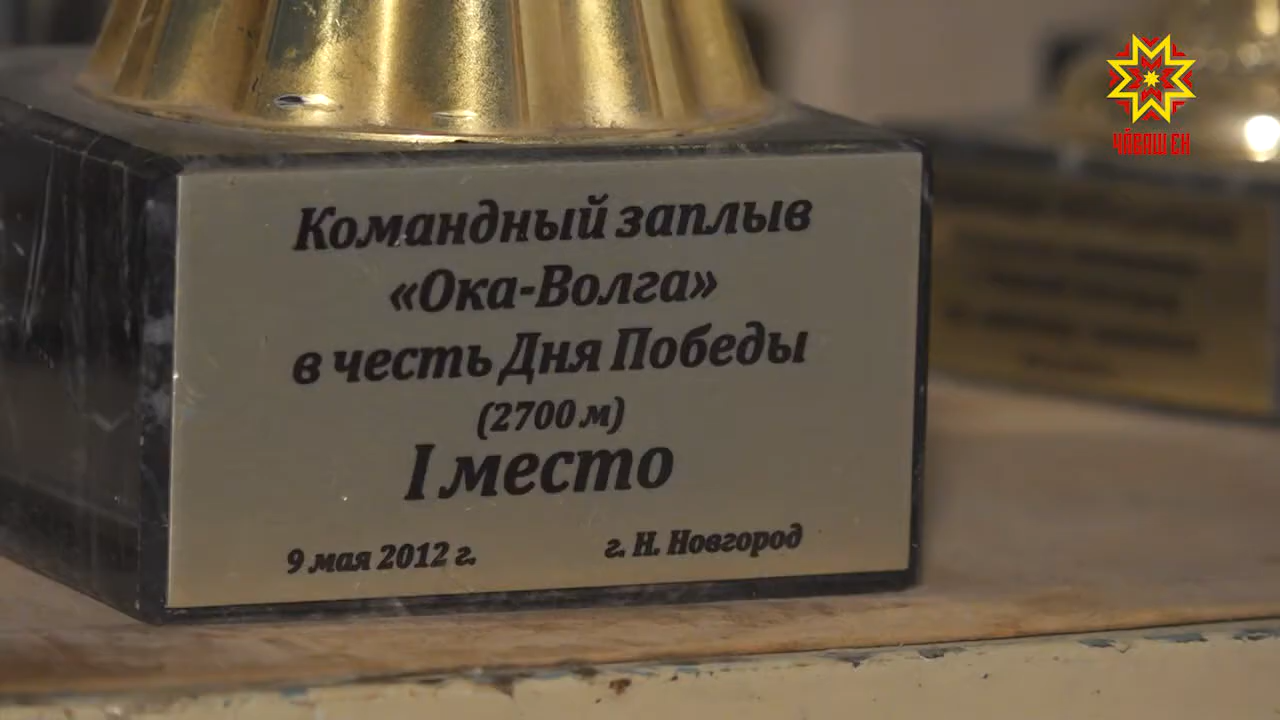 Командный заплыв
«Ока-Волга»
в честь Дня Победы
(2700 м)
I место
9 мая 2012 г. г. Н. Новгород
ЧӐВАШ ЕН